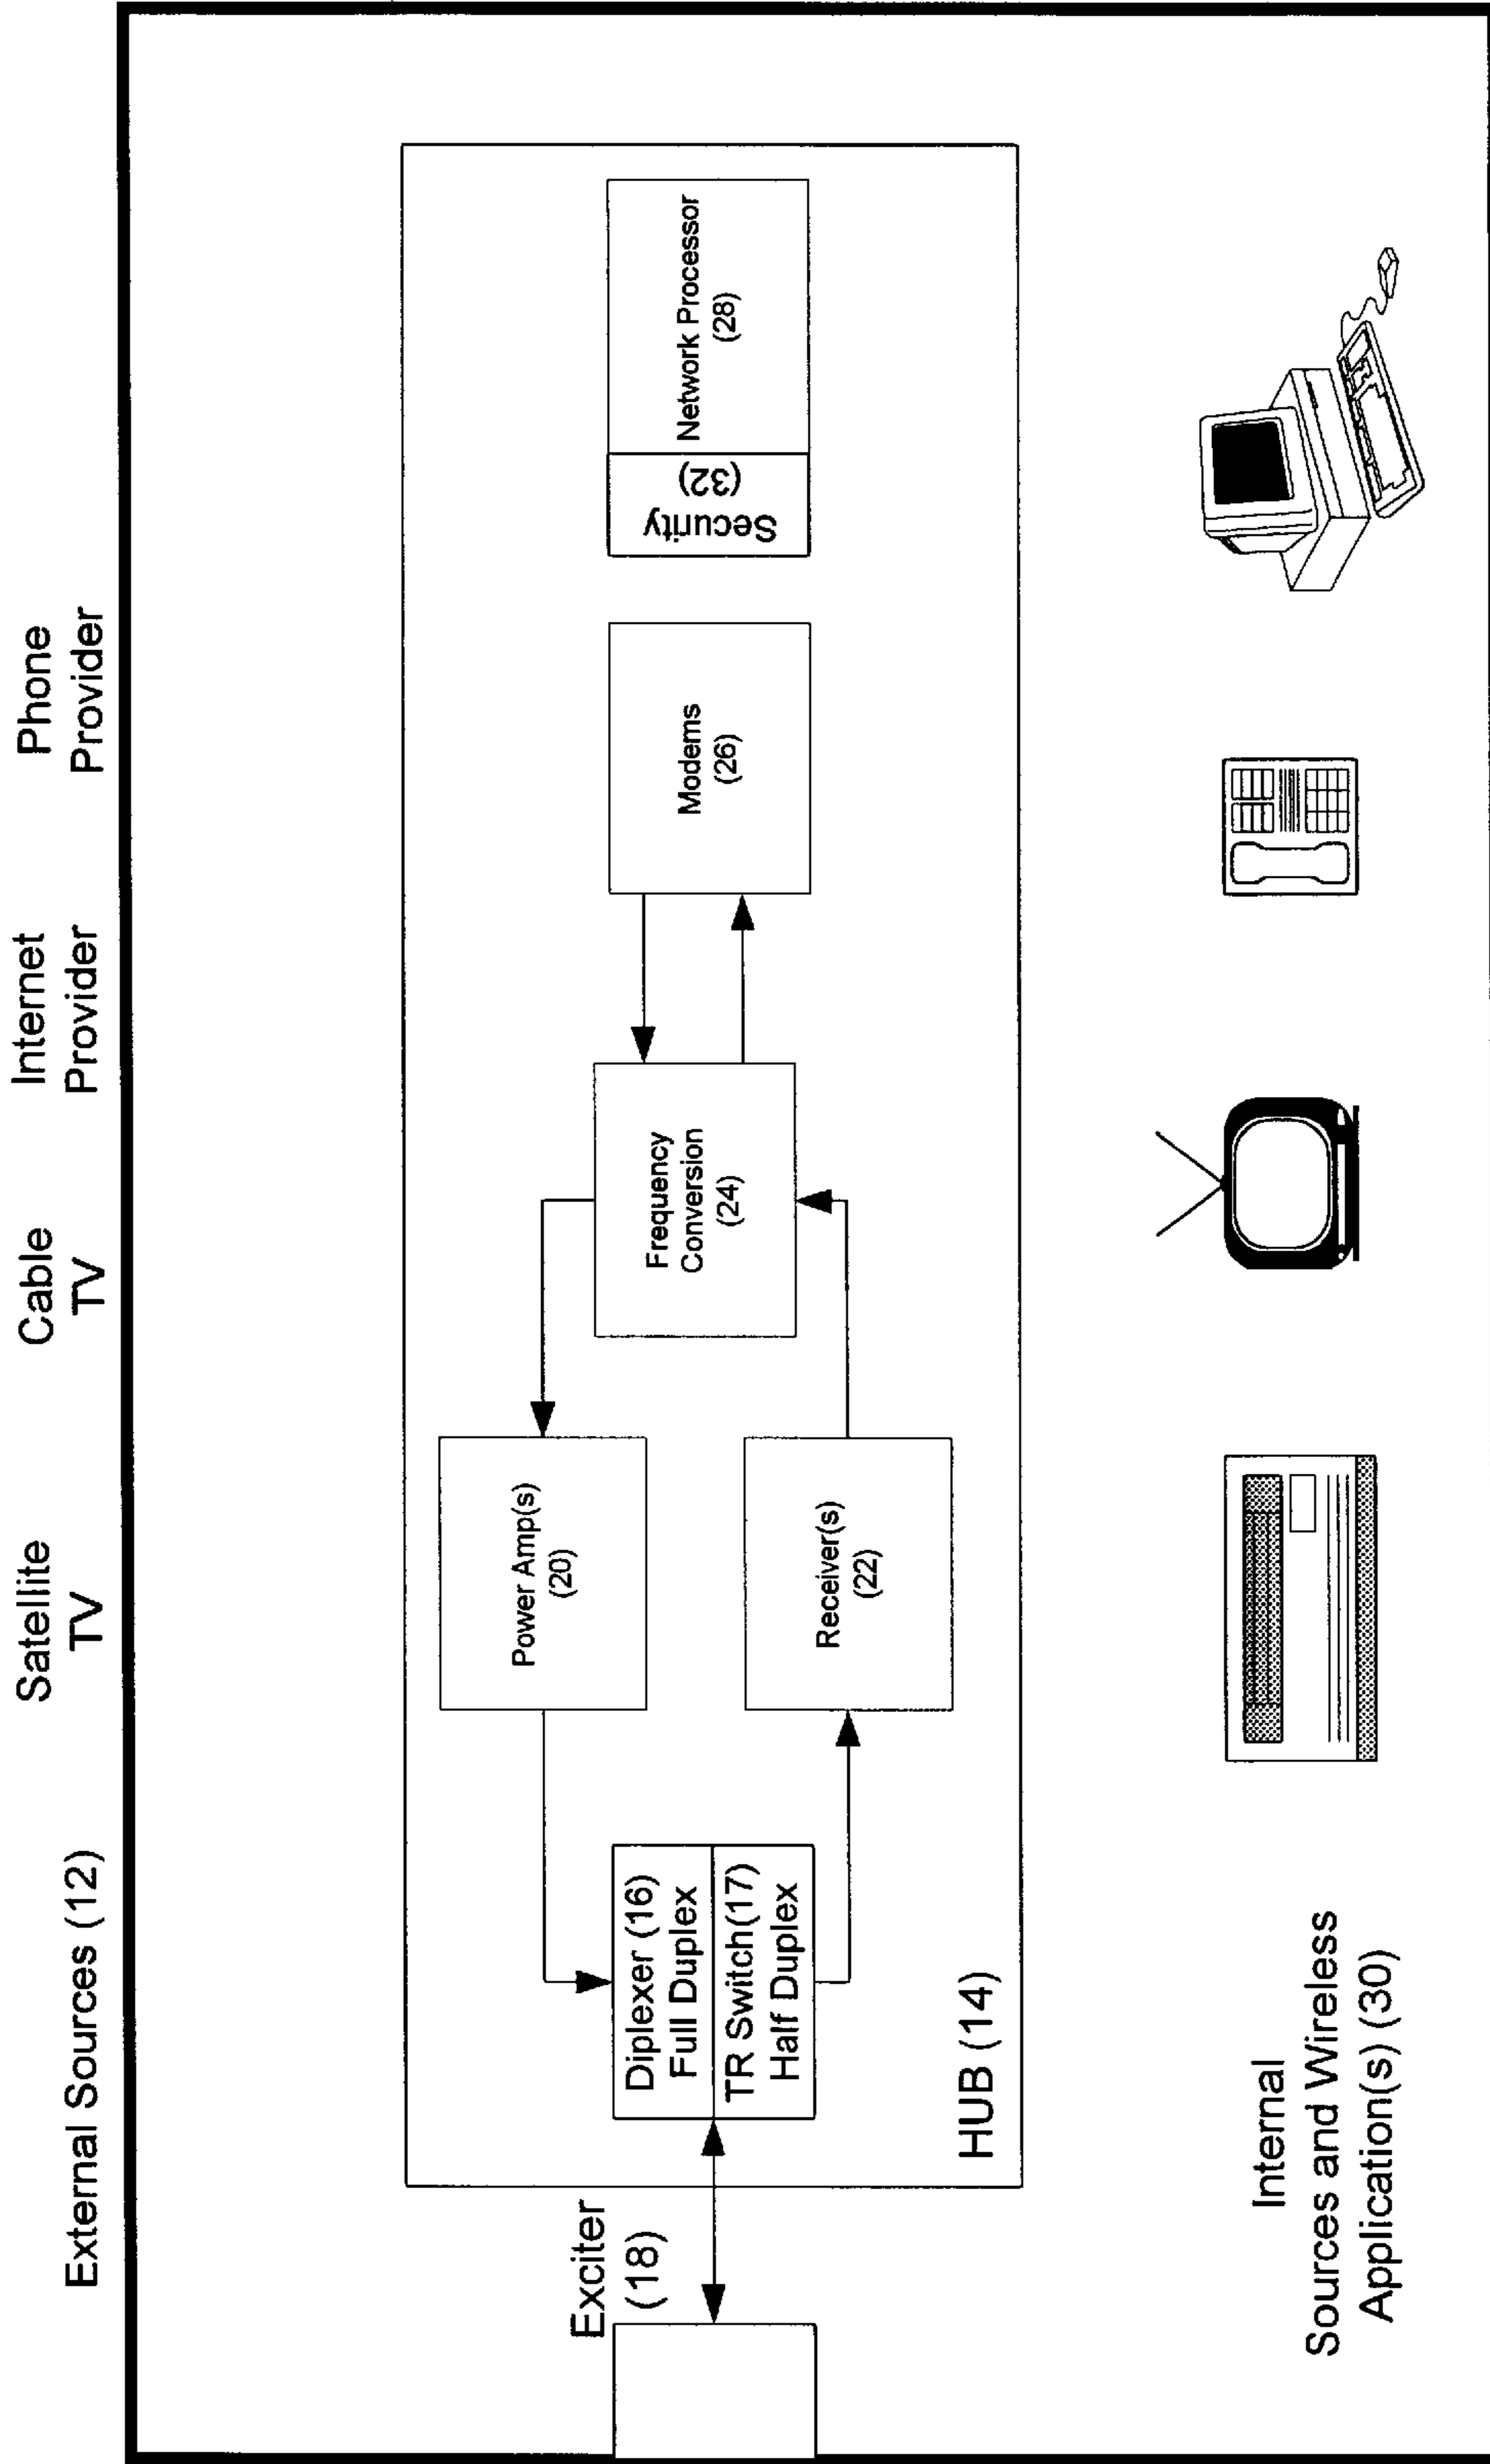 External Sources (12)
Satellite
TV
Cable
TV
Internet
Provider
Phone
Provider
Exciter
(18)
Diplexer (16)
Full Duplex
TR Switch(17)
Half Duplex
Power Amp(s)
(20)
Receiver(s)
(22)
Frequency
Conversion
(24)
Modems
(26)
Security
(32)
Network Processor
(28)
HUB (14)
Internal
Sources and Wireless
Application(s) (30)